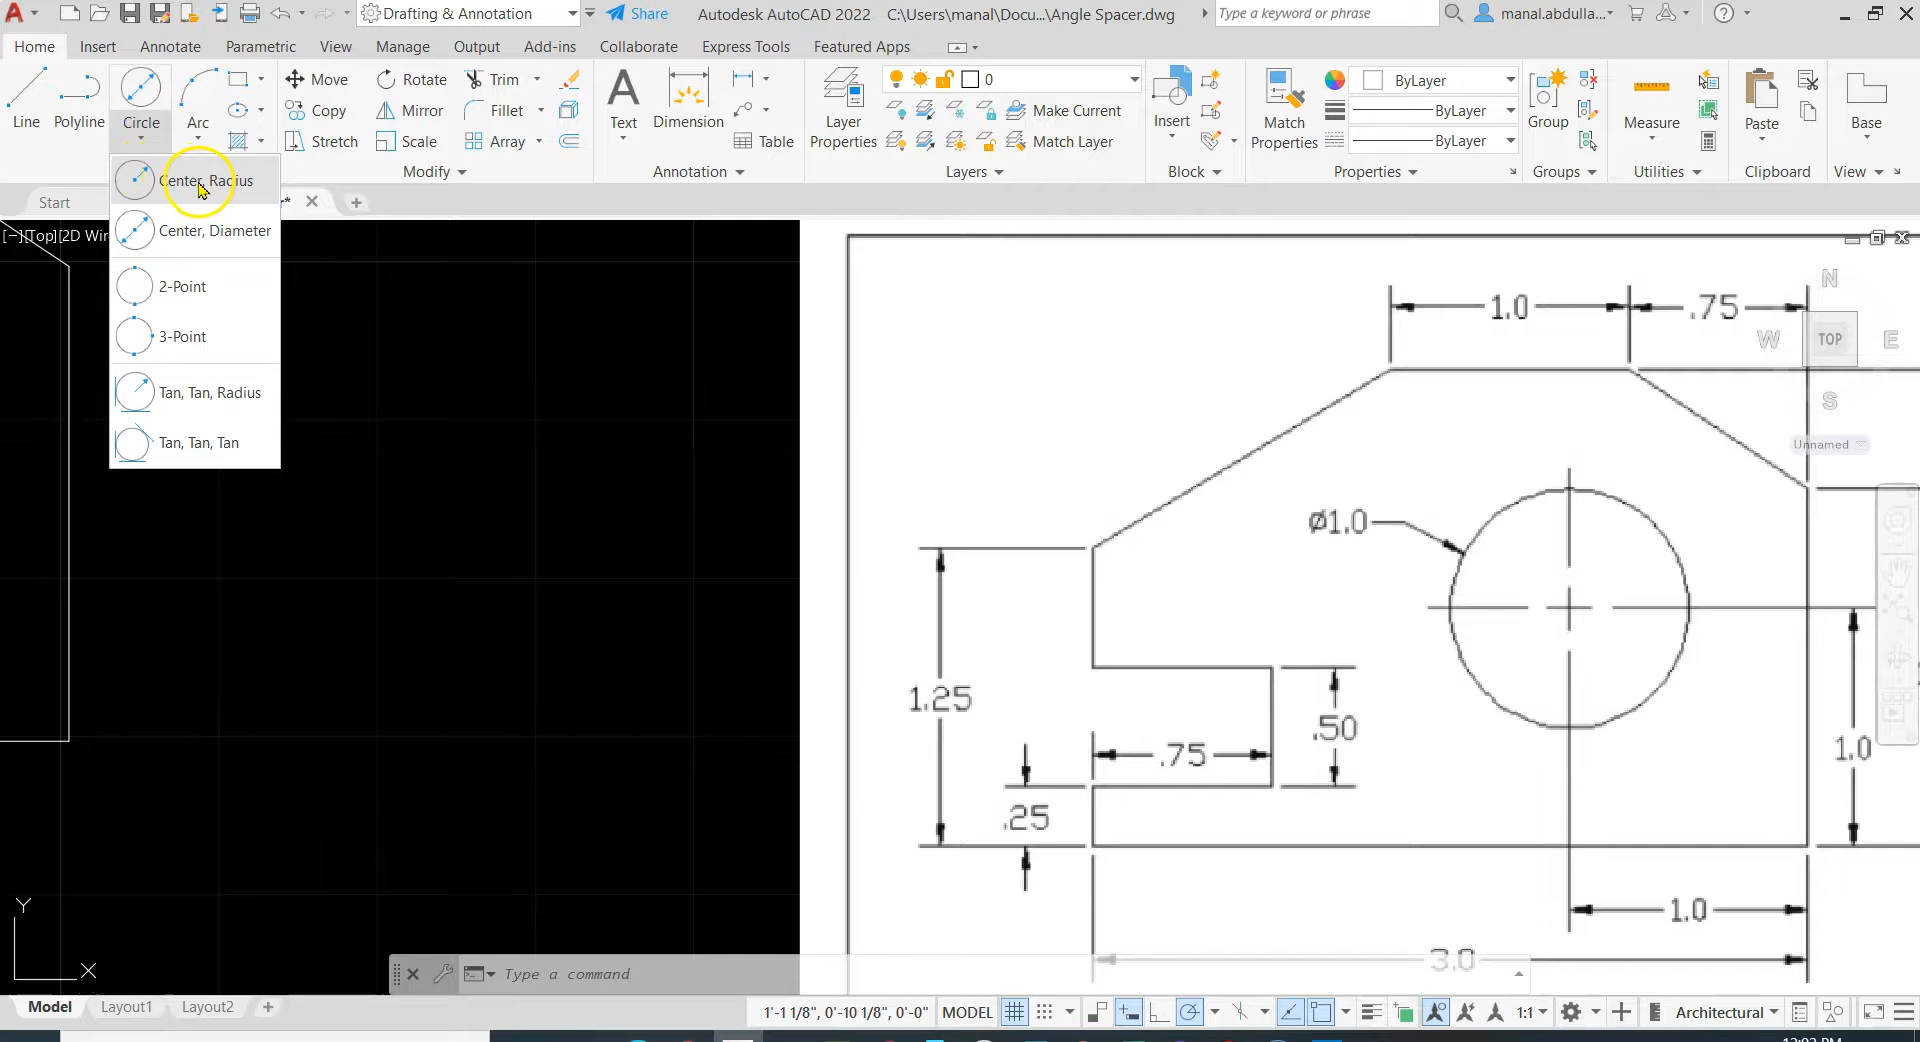 Drafting & Annotation
Share
Autodesk AutoCAD 2022 C:\Users\manal\Docu...\Angle Spacer.dwg
Type a keyword or phrase
manal.abdulla...
Home Insert Annotate Parametric View Manage Output Add-ins Collaborate Express Tools Featured Apps
Line Polyline Circle Arc
Move Rotate Trim
Copy Mirror Fillet
Stretch Scale Array
Modify
Text Dimension Table
Annotation
Layer Properties
0
Make Current
Match Layer
Layers
Insert
Block
Match Properties
ByLayer
ByLayer
ByLayer
Properties
Group
Groups
Measure
Utilities
Paste
Clipboard
Base
View
Start
r*
[−][Top][2D Wir
Center, Radius
Center, Diameter
2-Point
3-Point
Tan, Tan, Radius
Tan, Tan, Tan
1.0 .75
Ø1.0
1.25
.50
.75
.25
1.0
1.0
3.0
N
W TOP E
S
Unnamed
Y
X
Type a command
Model Layout1 Layout2 +
1'-1 1/8", 0'-10 1/8", 0'-0" MODEL 1:1 Architectural